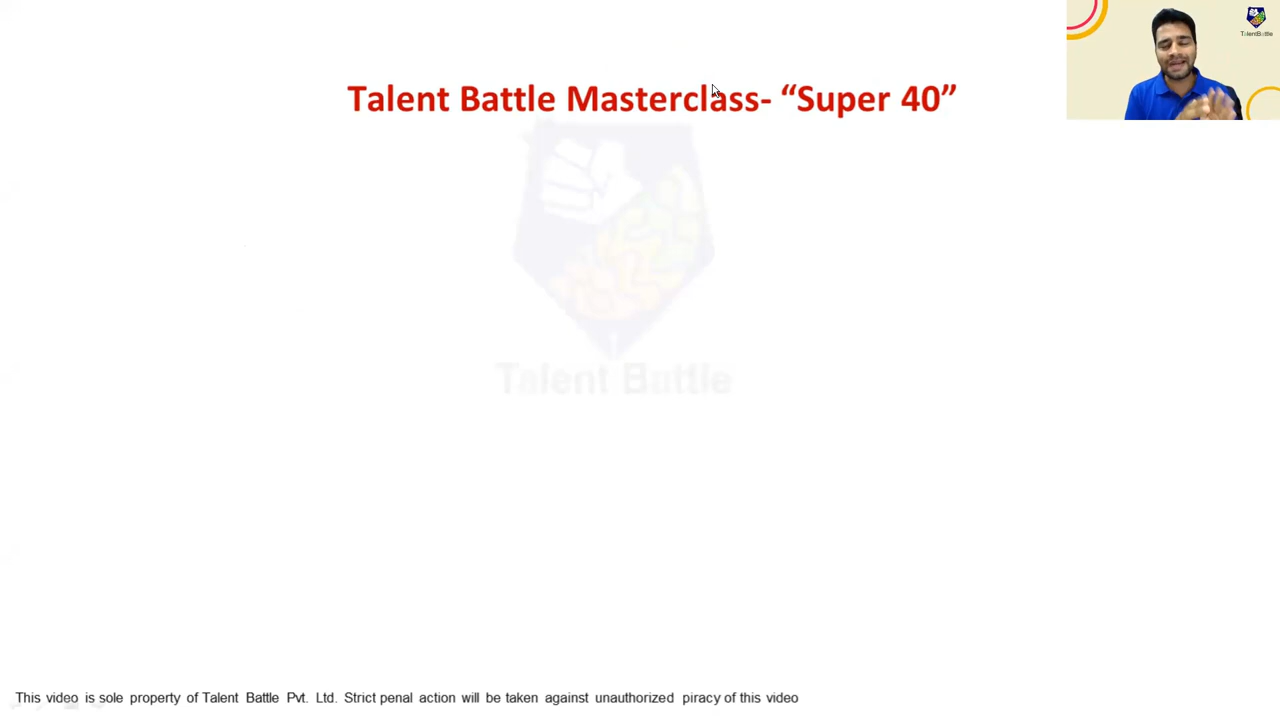 TalentBattle
Talent Battle Masterclass- “Super 40”
Talent Battle
This video is sole property of Talent Battle Pvt. Ltd. Strict penal action will be taken against unauthorized piracy of this video